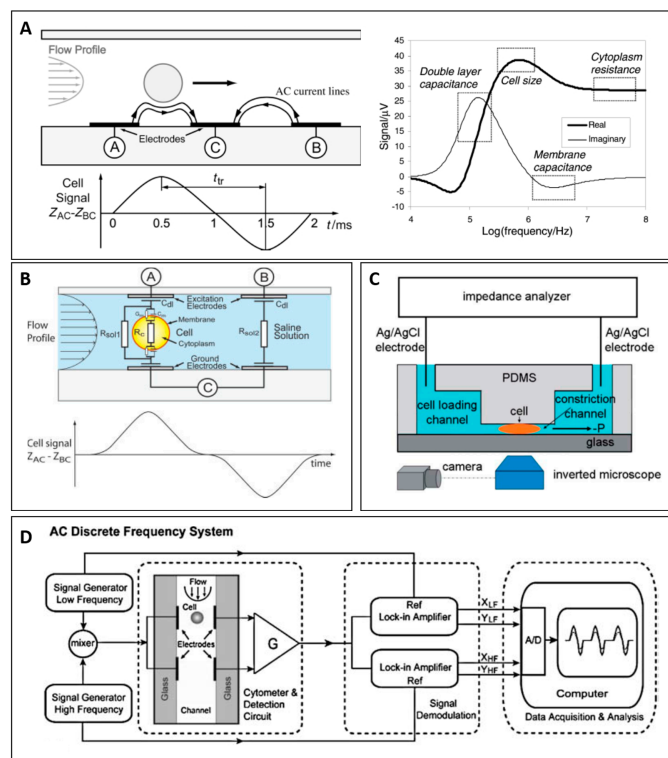 A
Flow Profile
AC current lines
Electrodes
A
C
B
Cell
Signal
Z_AC-Z_BC
t_tr
0
0.5
1
1.5
2
t/ms
Signal/µV
45
40
35
30
25
20
15
10
5
0
-5
-10
Double layer
capacitance
Cell size
Cytoplasm
resistance
Real
Imaginary
Membrane
capacitance
4
5
6
7
8
Log(frequency/Hz)
B
A
B
Excitation
Electrodes
C_dl
C_dl
Flow
Profile
R_sol1
R_C
Membrane
Cell
Cytoplasm
R_sol2
Saline
Solution
Ground
Electrodes
C
Cell signal
Z_AC - Z_BC
time
C
impedance analyzer
Ag/AgCl
electrode
Ag/AgCl
electrode
PDMS
cell loading
channel
cell
constriction
channel
-P
glass
camera
inverted microscope
D
AC Discrete Frequency System
Signal Generator
Low Frequency
mixer
Signal Generator
High Frequency
Flow
Cell
Electrodes
Glass
Glass
Channel
G
Cytometer &
Detection
Circuit
Ref
Lock-in Amplifier
Lock-in Amplifier
Ref
Signal
Demodulation
X_LF
Y_LF
X_HF
Y_HF
A/D
Computer
Data Acquisition & Analysis